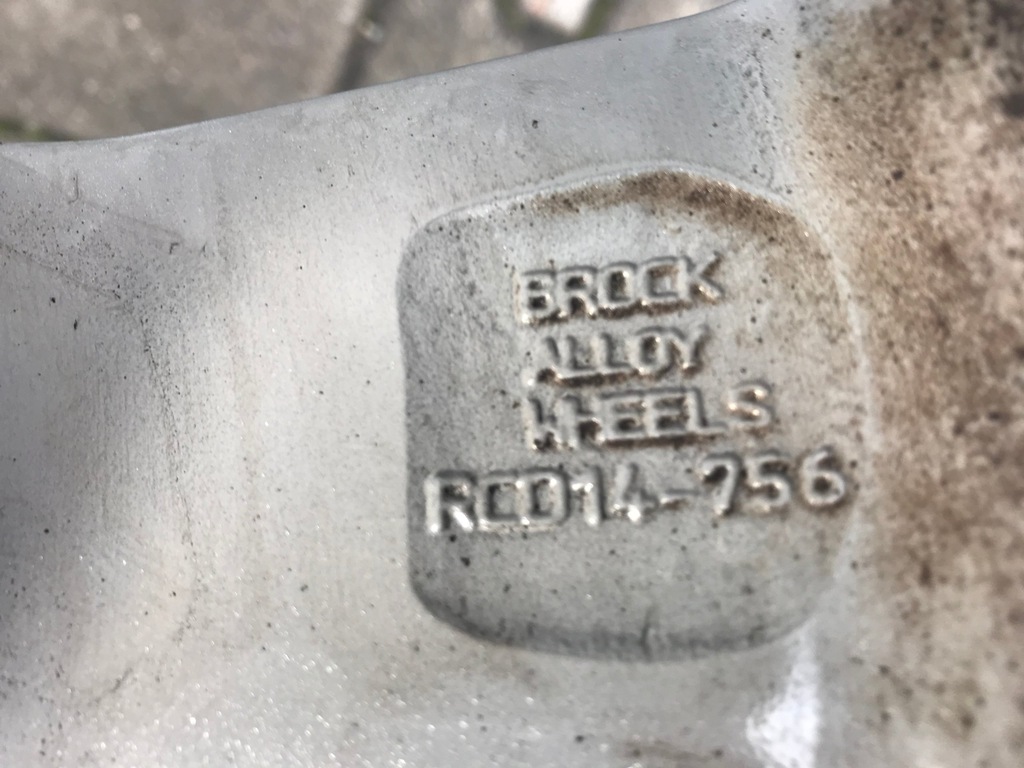 BROCK
ALLOY
WHEELS
RCD14-756